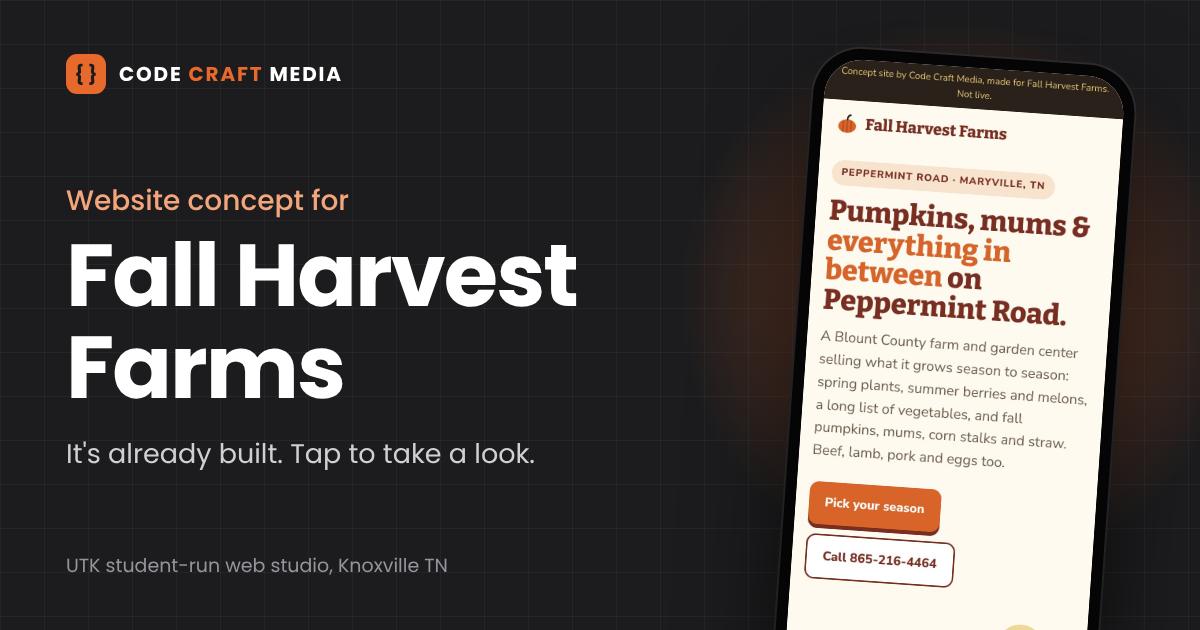 { } CODE CRAFT MEDIA
Website concept for
Fall Harvest
Farms
It's already built. Tap to take a look.
UTK student-run web studio, Knoxville TN
Concept site by Code Craft Media, made for Fall Harvest Farms.
Not live.
Fall Harvest Farms
PEPPERMINT ROAD · MARYVILLE, TN
Pumpkins, mums &
everything in
between on
Peppermint Road.
A Blount County farm and garden center
selling what it grows season to season:
spring plants, summer berries and melons,
a long list of vegetables, and fall
pumpkins, mums, corn stalks and straw.
Beef, lamb, pork and eggs too.
Pick your season
Call 865-216-4464